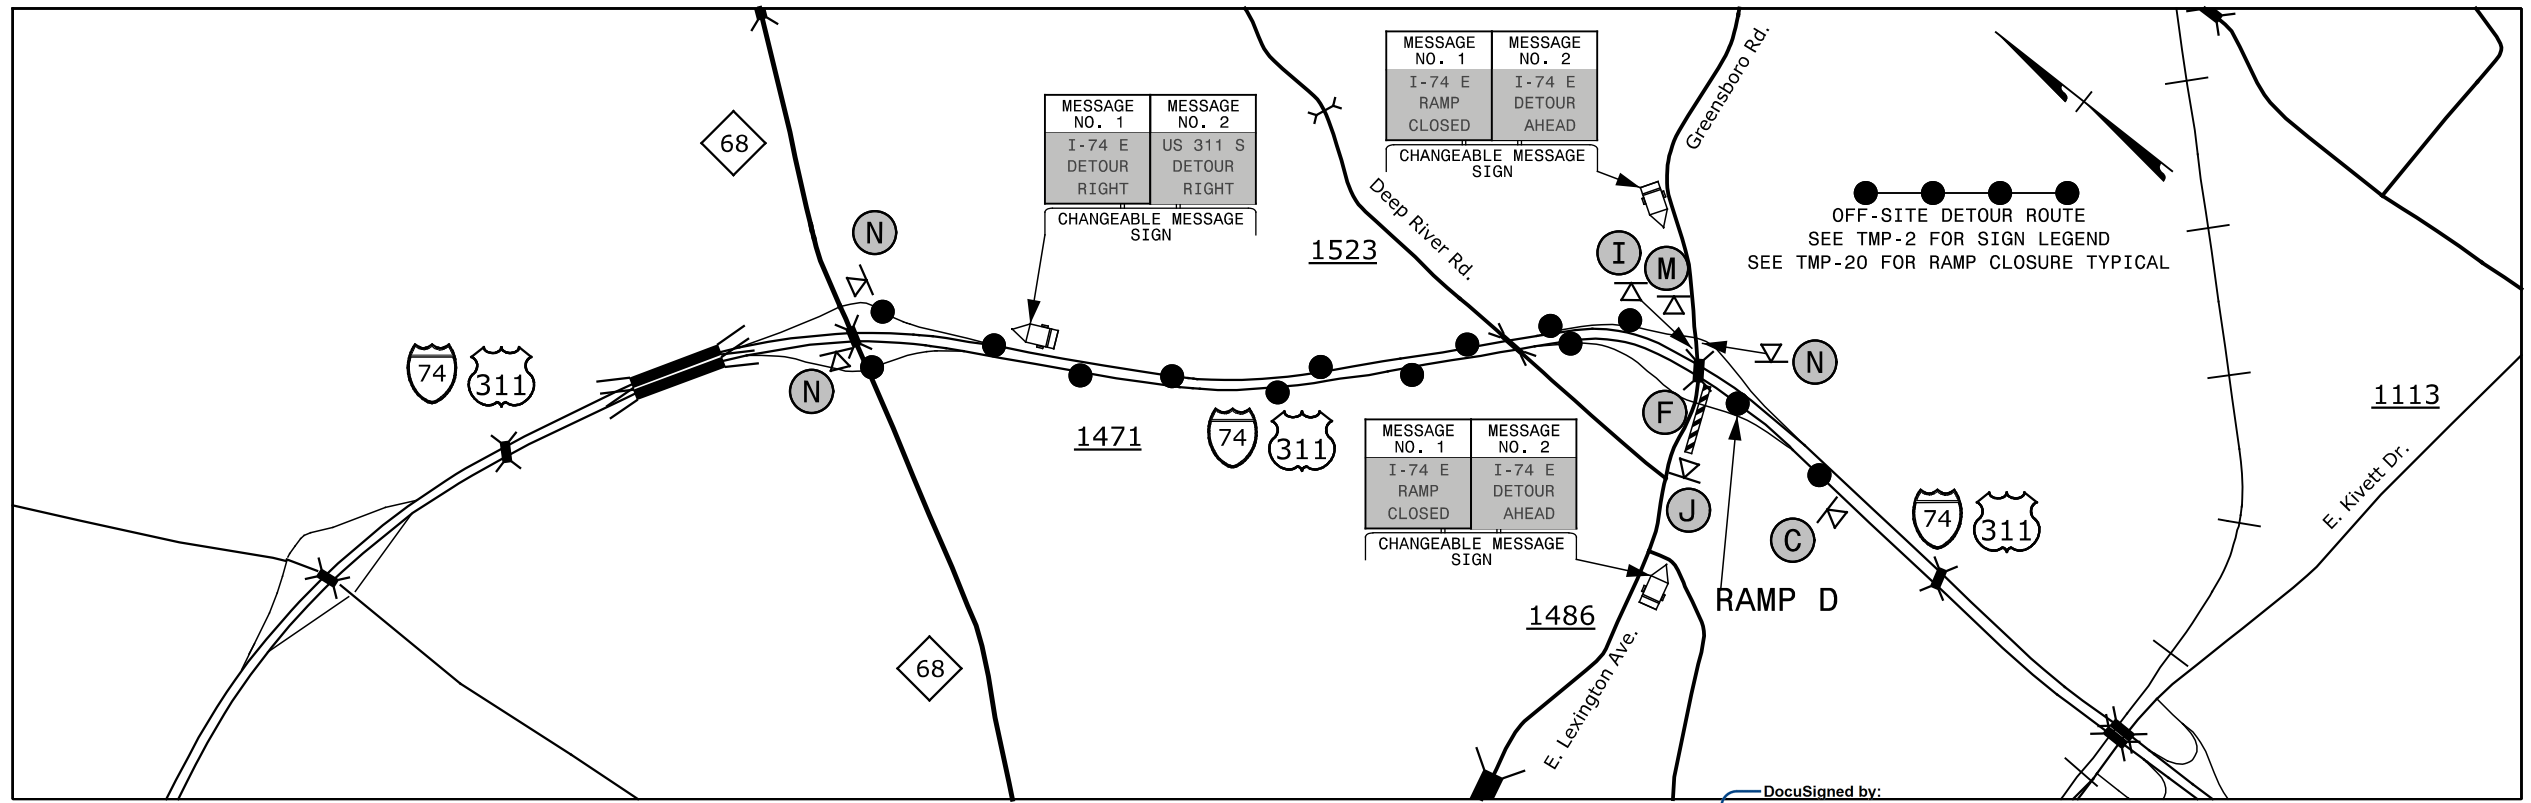 68
MESSAGE NO. 1
MESSAGE NO. 2
I-74 E
DETOUR
RIGHT
US 311 S
DETOUR
RIGHT
CHANGEABLE MESSAGE
SIGN
MESSAGE NO. 1
MESSAGE NO. 2
I-74 E
RAMP
CLOSED
I-74 E
DETOUR
AHEAD
CHANGEABLE MESSAGE
SIGN
Greensboro Rd.
Deep River Rd.
1523
OFF-SITE DETOUR ROUTE
SEE TMP-2 FOR SIGN LEGEND
SEE TMP-20 FOR RAMP CLOSURE TYPICAL
N
I
M
N
N
F
J
C
74
311
1471
74
311
MESSAGE NO. 1
MESSAGE NO. 2
I-74 E
RAMP
CLOSED
I-74 E
DETOUR
AHEAD
CHANGEABLE MESSAGE
SIGN
1113
E. Kivett Dr.
74
311
RAMP D
1486
E. Lexington Ave.
68
DocuSigned by: